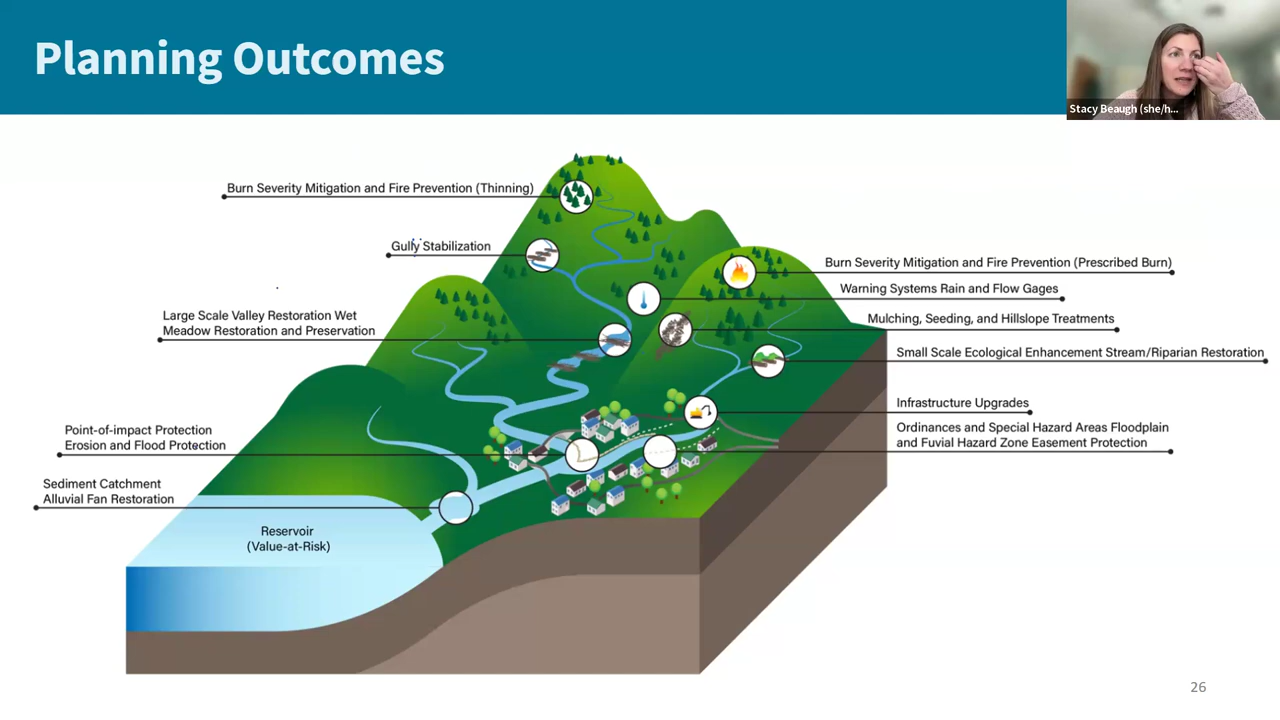 Planning Outcomes
Stacy Beaugh (she/h...
Burn Severity Mitigation and Fire Prevention (Thinning)
Gully Stabilization
Burn Severity Mitigation and Fire Prevention (Prescribed Burn)
Warning Systems Rain and Flow Gages
Large Scale Valley Restoration Wet
Meadow Restoration and Preservation
Mulching, Seeding, and Hillslope Treatments
Small Scale Ecological Enhancement Stream/Riparian Restoration
Infrastructure Upgrades
Point-of-impact Protection
Erosion and Flood Protection
Ordinances and Special Hazard Areas Floodplain
and Fuvial Hazard Zone Easement Protection
Sediment Catchment
Alluvial Fan Restoration
Reservoir
(Value-at-Risk)
26